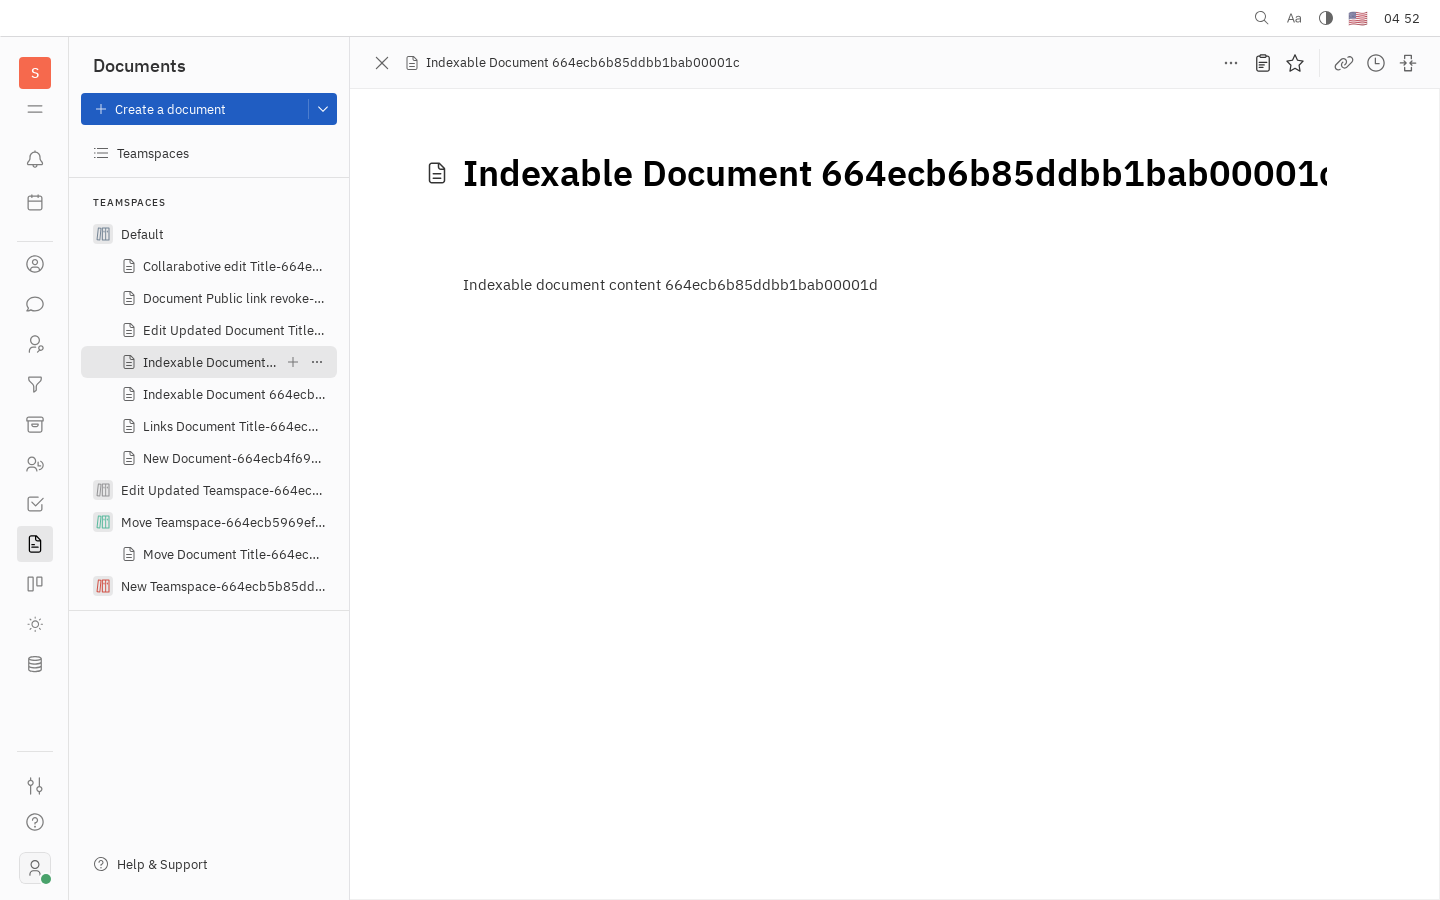 Aa
04 52
S
Documents
Indexable Document 664ecb6b85ddbb1bab00001c
Create a document
Teamspaces
TEAMSPACES
Default
Collarabotive edit Title-664e...
Document Public link revoke-...
Edit Updated Document Title...
Indexable Document...
Indexable Document 664ecb...
Links Document Title-664ec...
New Document-664ecb4f69...
Edit Updated Teamspace-664ec...
Move Teamspace-664ecb5969ef...
Move Document Title-664ec...
New Teamspace-664ecb5b85dd...
Help & Support
Indexable Document 664ecb6b85ddbb1bab00001c
Indexable document content 664ecb6b85ddbb1bab00001d